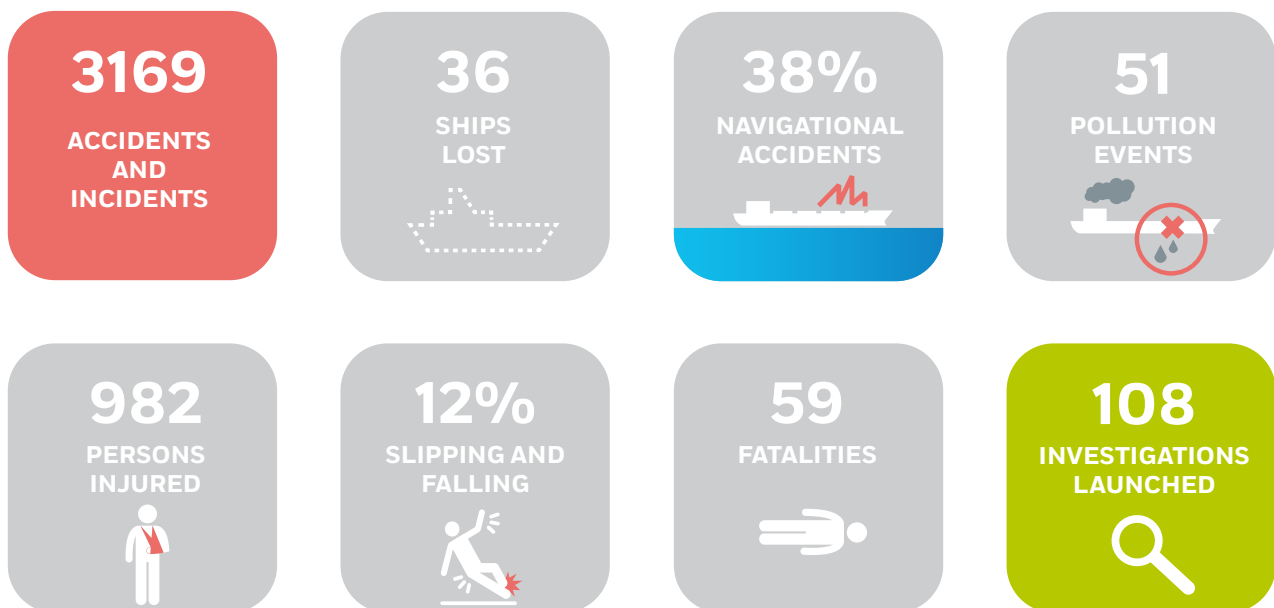 3169
ACCIDENTS
AND
INCIDENTS
36
SHIPS
LOST
38%
NAVIGATIONAL
ACCIDENTS
51
POLLUTION
EVENTS
982
PERSONS
INJURED
12%
SLIPPING AND
FALLING
59
FATALITIES
108
INVESTIGATIONS
LAUNCHED